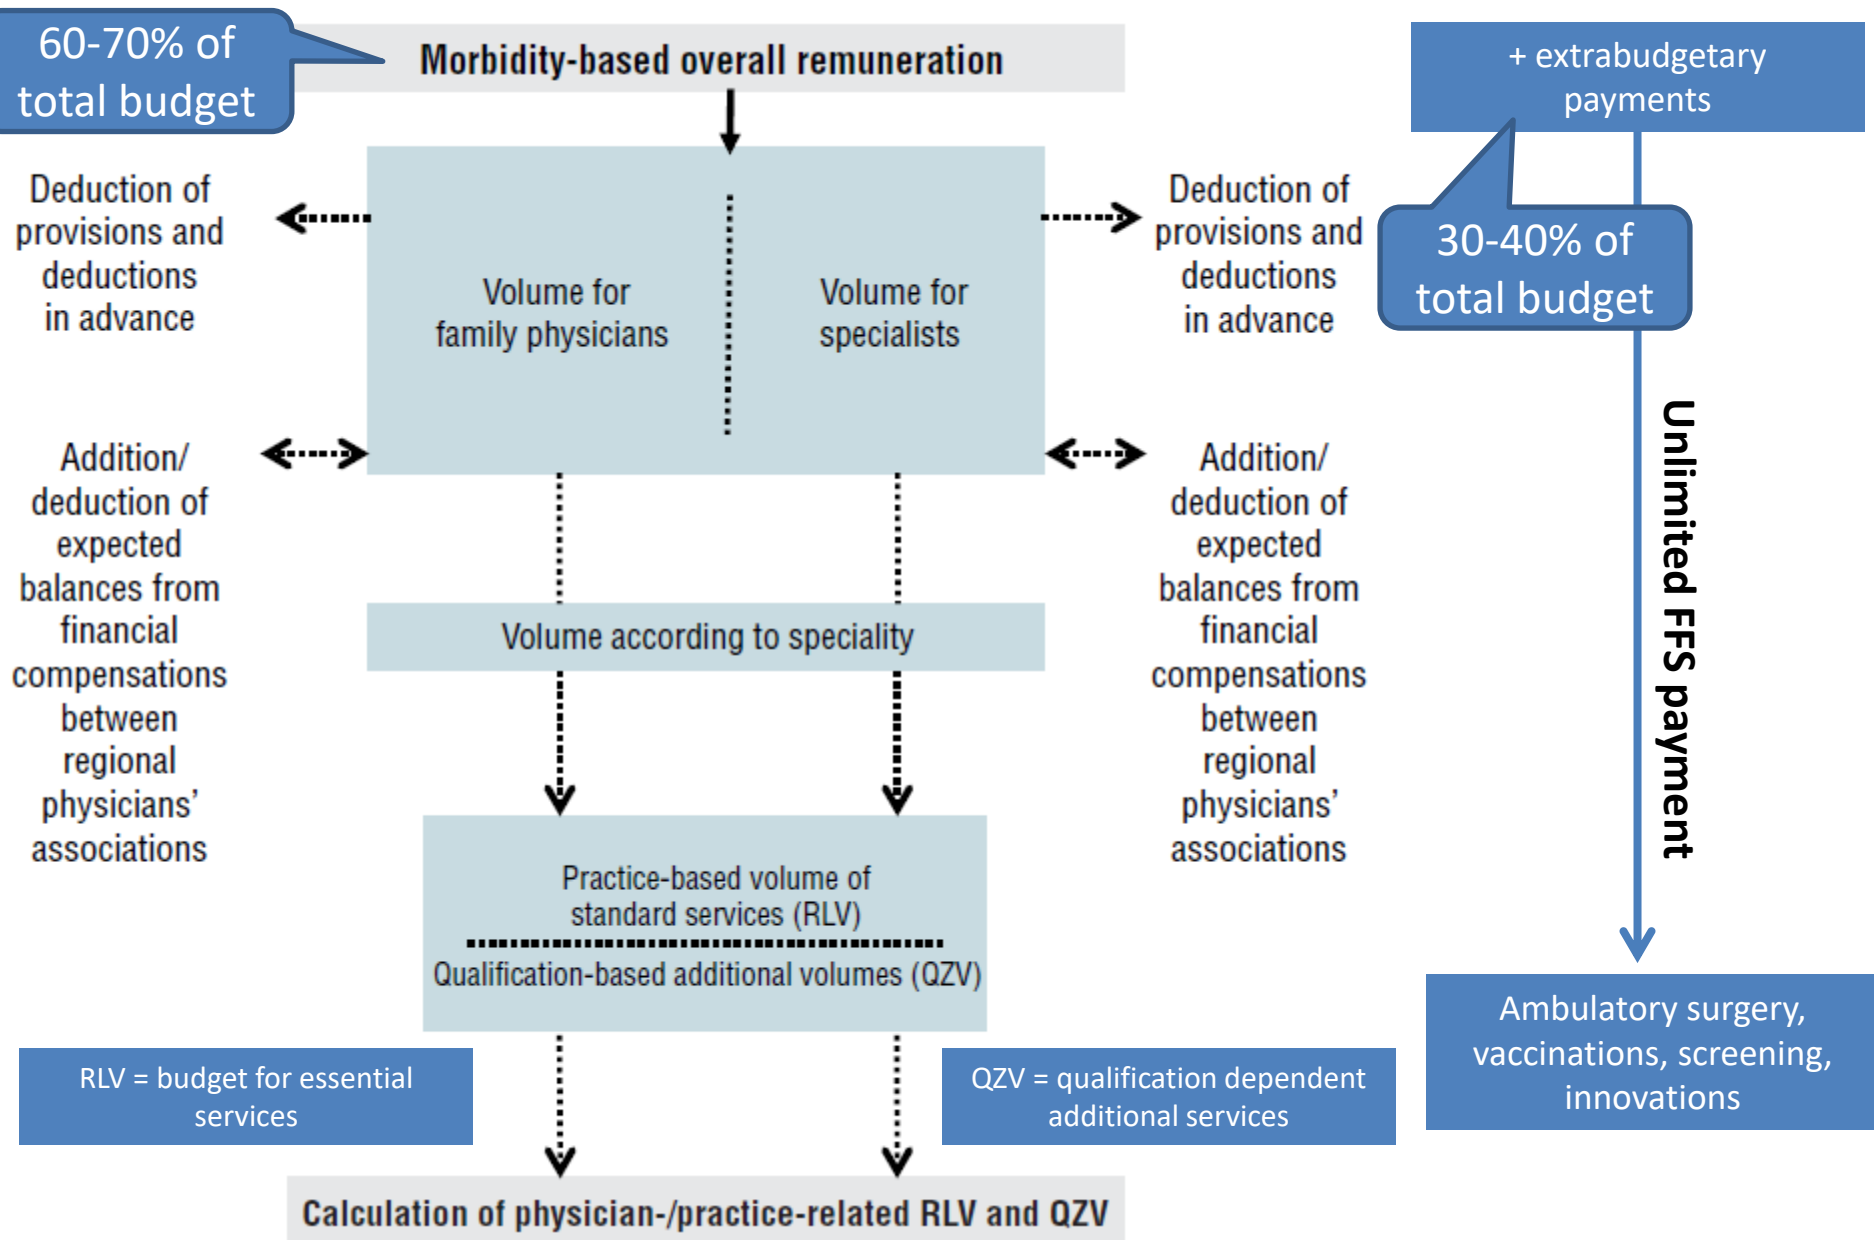 60-70% of
total budget
Morbidity-based overall remuneration
+ extrabudgetary
payments
Deduction of
provisions and
deductions
in advance
Volume for
family physicians
Volume for
specialists
Deduction of
provisions and
deductions
in advance
30-40% of
total budget
Addition/
deduction of
expected
balances from
financial
compensations
between
regional
physicians’
associations
Addition/
deduction of
expected
balances from
financial
compensations
between
regional
physicians’
associations
Unlimited FFS payment
Volume according to speciality
Practice-based volume of
standard services (RLV)
Qualification-based additional volumes (QZV)
RLV = budget for essential
services
QZV = qualification dependent
additional services
Ambulatory surgery,
vaccinations, screening,
innovations
Calculation of physician-/practice-related RLV and QZV